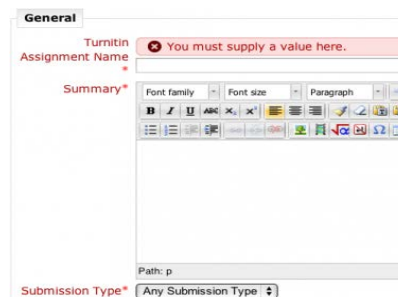 General
Turnitin
Assignment Name
*
You must supply a value here.
Summary*
Font family Font size Paragraph
B I U ABC x₂ x²
Path: p
Submission Type* Any Submission Type